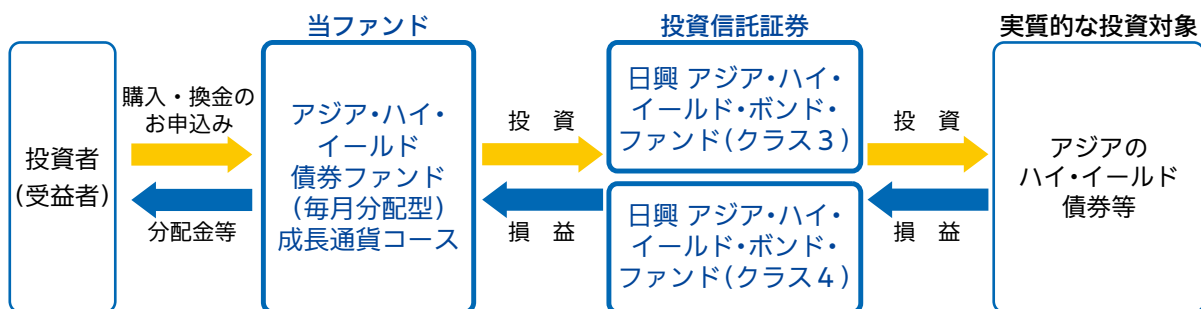 当ファンド
投資信託証券
実質的な投資対象
投資者
(受益者)
購入・換金の
お申込み
分配金等
アジア・ハイ・
イールド
債券ファンド
(毎月分配型)
成長通貨コース
投 資
損 益
日興 アジア・ハイ・
イールド・ボンド・
ファンド(クラス3)
日興 アジア・ハイ・
イールド・ボンド・
ファンド(クラス4)
投 資
損 益
アジアの
ハイ・イールド
債券等